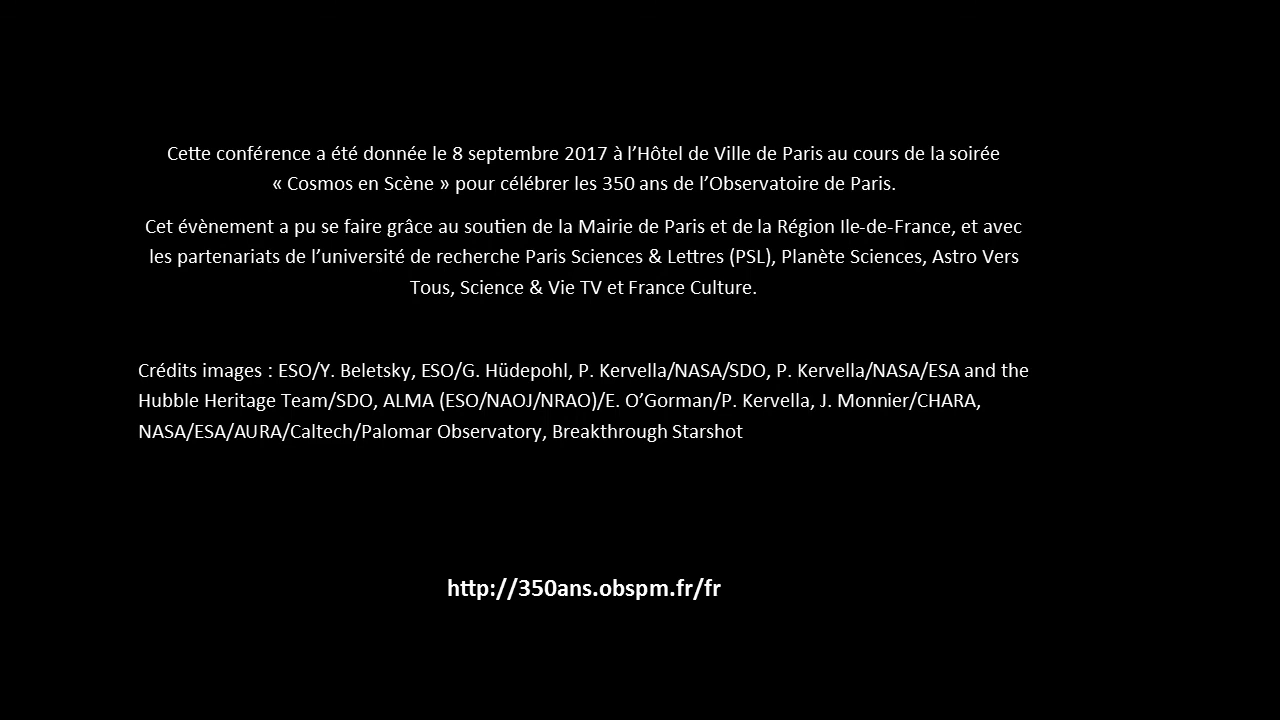 Cette conférence a été donnée le 8 septembre 2017 à l’Hôtel de Ville de Paris au cours de la soirée
« Cosmos en Scène » pour célébrer les 350 ans de l’Observatoire de Paris.
Cet évènement a pu se faire grâce au soutien de la Mairie de Paris et de la Région Ile-de-France, et avec
les partenariats de l’université de recherche Paris Sciences & Lettres (PSL), Planète Sciences, Astro Vers
Tous, Science & Vie TV et France Culture.
Crédits images : ESO/Y. Beletsky, ESO/G. Hüdepohl, P. Kervella/NASA/SDO, P. Kervella/NASA/ESA and the
Hubble Heritage Team/SDO, ALMA (ESO/NAOJ/NRAO)/E. O’Gorman/P. Kervella, J. Monnier/CHARA,
NASA/ESA/AURA/Caltech/Palomar Observatory, Breakthrough Starshot
http://350ans.obspm.fr/fr